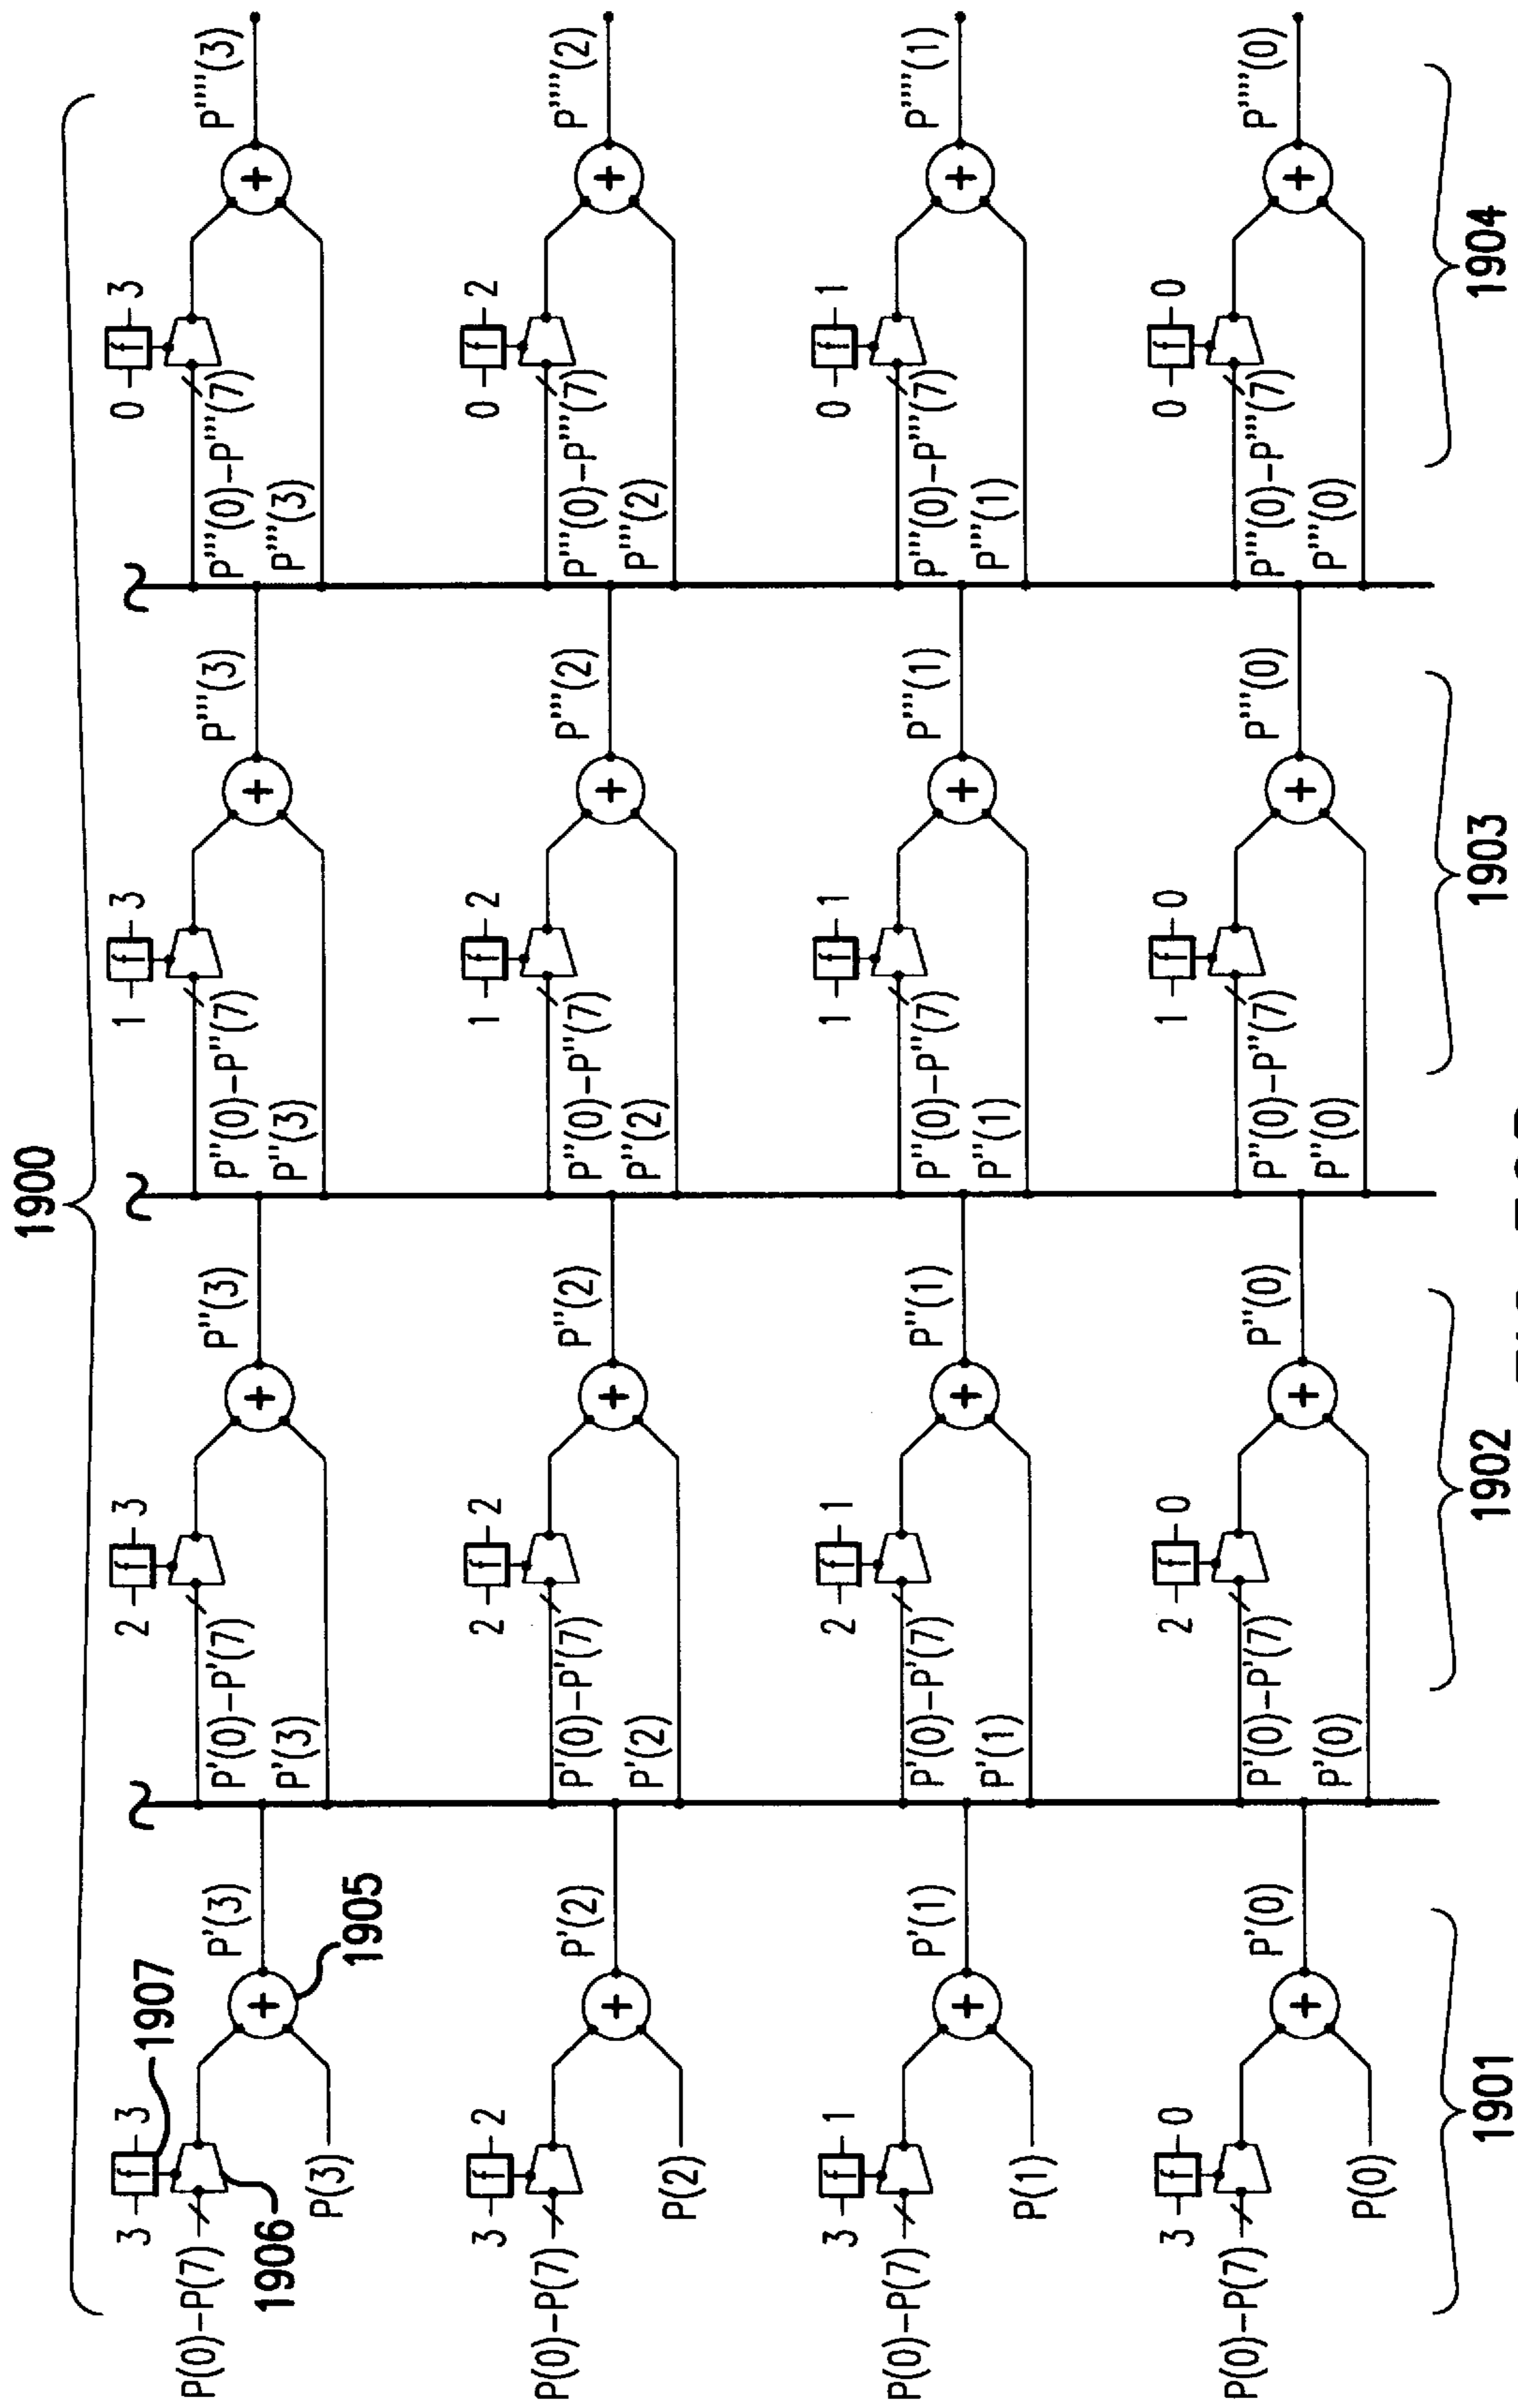 1900
3 f 3
1907
P(0)–P(7)
1906
P(3)
1905
P'(3)
2 f 3
P'(0)–P'(7)
P'(3)
P''(3)
1 f 3
P''(0)–P''(7)
P''(3)
P'''(3)
0 f 3
P'''(0)–P'''(7)
P'''(3)
P''''(3)
3 f 2
P(0)–P(7)
P(2)
+
P'(2)
2 f 2
P'(0)–P'(7)
P'(2)
+
P''(2)
1 f 2
P''(0)–P''(7)
P''(2)
+
P'''(2)
0 f 2
P'''(0)–P'''(7)
P'''(2)
+
P''''(2)
3 f 1
P(0)–P(7)
P(1)
+
P'(1)
2 f 1
P'(0)–P'(7)
P'(1)
+
P''(1)
1 f 1
P''(0)–P''(7)
P''(1)
+
P'''(1)
0 f 1
P'''(0)–P'''(7)
P'''(1)
+
P''''(1)
3 f 0
P(0)–P(7)
P(0)
+
P'(0)
2 f 0
P'(0)–P'(7)
P'(0)
+
P''(0)
1 f 0
P''(0)–P''(7)
P''(0)
+
P'''(0)
0 f 0
P'''(0)–P'''(7)
P'''(0)
+
P''''(0)
1901
1902
1903
1904